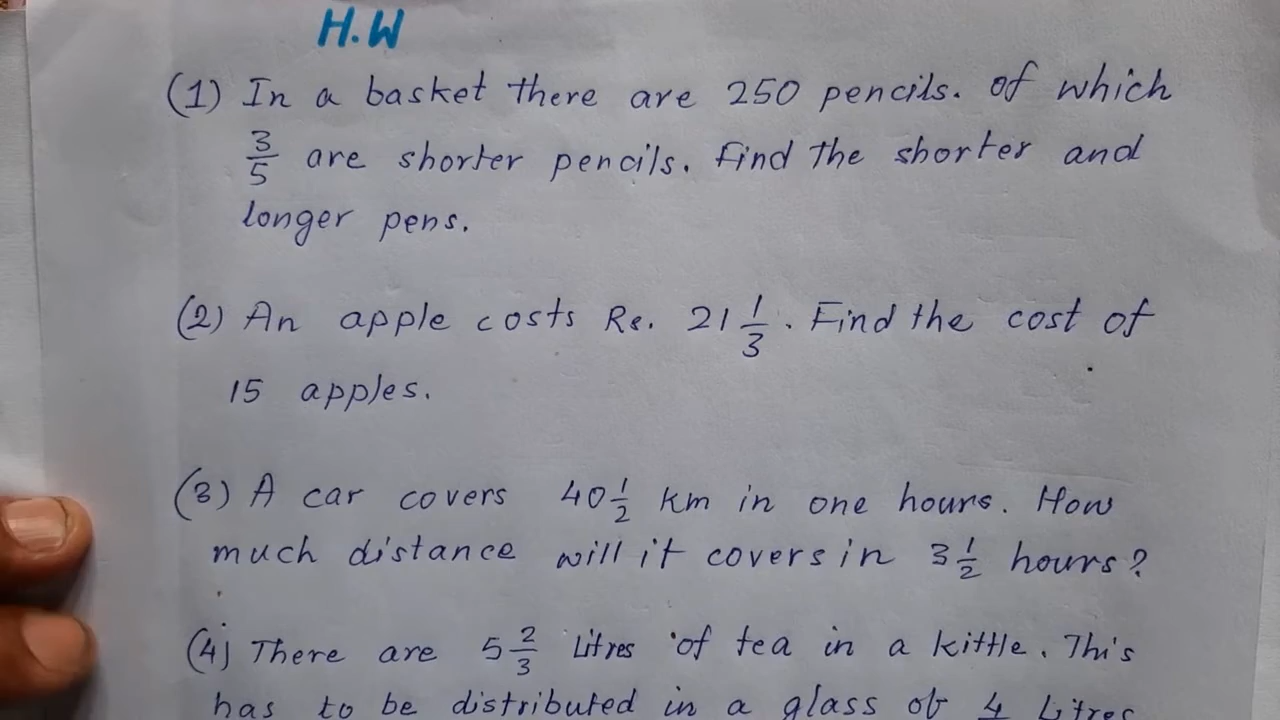 H.W
(1) In a basket there are 250 pencils. Of which
3/5 are shorter pencils. Find the shorter and
longer pens.
(2) An apple costs Re. 21 1/3. Find the cost of
15 apples.
(3) A car covers 40 1/2 km in one hours. How
much distance will it covers in 3 1/2 hours?
(4) There are 5 2/3 Litres of tea in a kittle. This
has to be distributed in a glass of 4 Litres